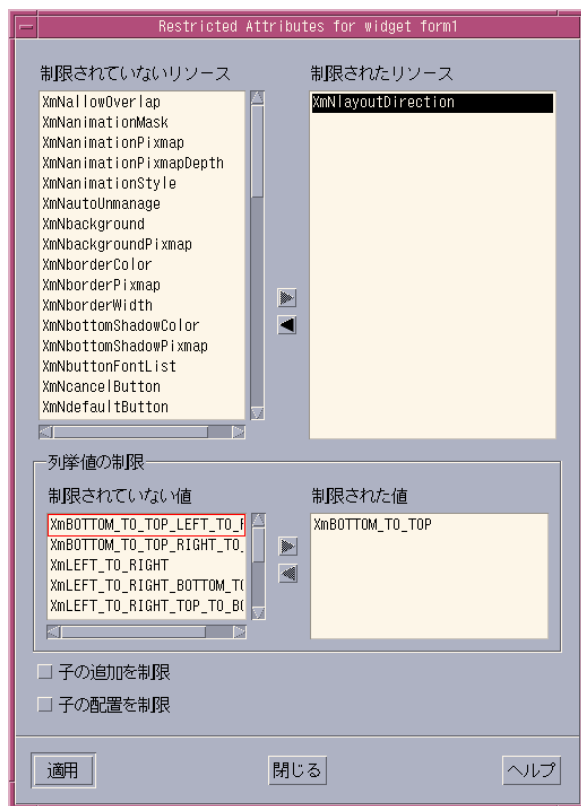 Restricted Attributes for widget form1
制限されていないリソース
XmNallowOverlap
XmNanimationMask
XmNanimationPixmap
XmNanimationPixmapDepth
XmNanimationStyle
XmNautoUnmanage
XmNbackground
XmNbackgroundPixmap
XmNborderColor
XmNborderPixmap
XmNborderWidth
XmNbottomShadowColor
XmNbottomShadowPixmap
XmNbuttonFontList
XmNcancelButton
XmNdefaultButton
制限されたリソース
XmNlayoutDirection
列挙値の制限
制限されていない値
XmBOTTOM_TO_TOP_LEFT_TO_
XmBOTTOM_TO_TOP_RIGHT_TO_
XmLEFT_TO_RIGHT
XmLEFT_TO_RIGHT_BOTTOM_T
XmLEFT_TO_RIGHT_TOP_TO_B
制限された値
XmBOTTOM_TO_TOP
子の追加を制限
子の配置を制限
適用
閉じる
ヘルプ